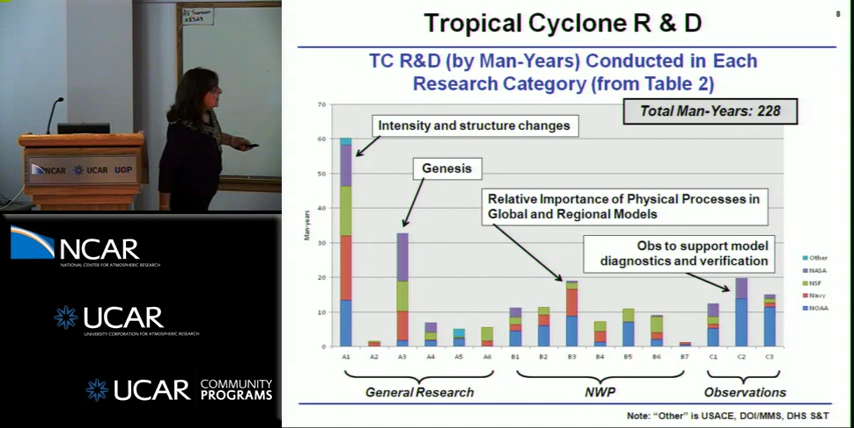 8
Tropical Cyclone R & D
TC R&D (by Man-Years) Conducted in Each
Research Category (from Table 2)
Total Man-Years: 228
Intensity and structure changes
Genesis
Relative Importance of Physical Processes in
Global and Regional Models
Obs to support model
diagnostics and verification
Man-years
70
60
50
40
30
20
10
0
A1 A2 A3 A4 A5 A6 B1 B2 B3 B4 B5 B6 B7 C1 C2 C3
General Research
NWP
Observations
Other
NASA
NSF
Navy
NOAA
Note: "Other" is USACE, DOI/MMS, DHS S&T
NCAR UCAR UOP
NCAR
NATIONAL CENTER FOR ATMOSPHERIC RESEARCH
UCAR
UNIVERSITY CORPORATION FOR ATMOSPHERIC RESEARCH
UCAR COMMUNITY
PROGRAMS